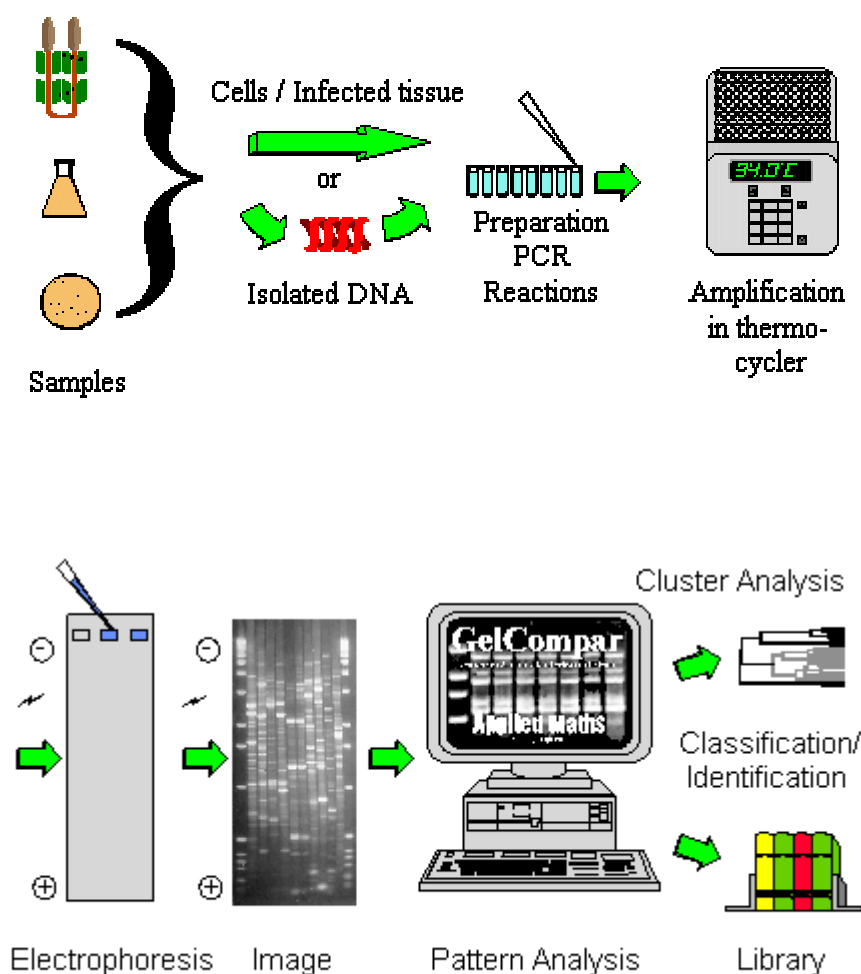 Cells / Infected tissue
or
Isolated DNA
Samples
Preparation
PCR
Reactions
94.0°C
Amplification
in thermo-
cycler
Cluster Analysis
GelCompar
Applied Maths
Classification/
Identification
Electrophoresis
Image
Pattern Analysis
Library